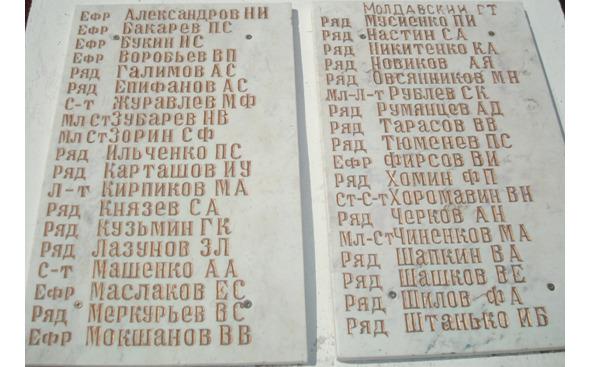 Ефр Александров НИ
Ефр Бакарев ПС
Ефр Букин ИС
Ефр Воробьев ВП
Ряд Галимов АС
Ряд Епифанов АС
С-т Журавлев МФ
Мл Ст Зубарев НВ
Мл Ст Зорин СФ
Ряд Ильченко ПС
Ряд Карташов ИУ
Л-т Кирпиков МА
Ряд Князев СА
Ряд Кузьмин ГК
Ряд Лазунов ЗЛ
С-т Машенко АА
Ефр Маслаков ЕС
Ряд Меркурьев ВС
Ефр Мокшанов ВВ
Молдавский ГТ
Ряд Мусиенко ПИ
Ряд Настин СА
Ряд Никитенко КА
Ряд Новиков АЯ
Ряд Овсянников МН
Мл-Л-т Рублев СК
Ряд Румянцев АД
Ряд Тарасов ВВ
Ряд Тюменев ПС
Ефр Фирсов ВИ
Ряд Хомин ФП
Ст-С-т Хоромавин ВН
Ряд Черков АН
Мл-Ст Чиненков МА
Ряд Шапкин ВА
Ряд Шашков ВЕ
Ряд Шилов ФА
Ряд Штанько ИБ